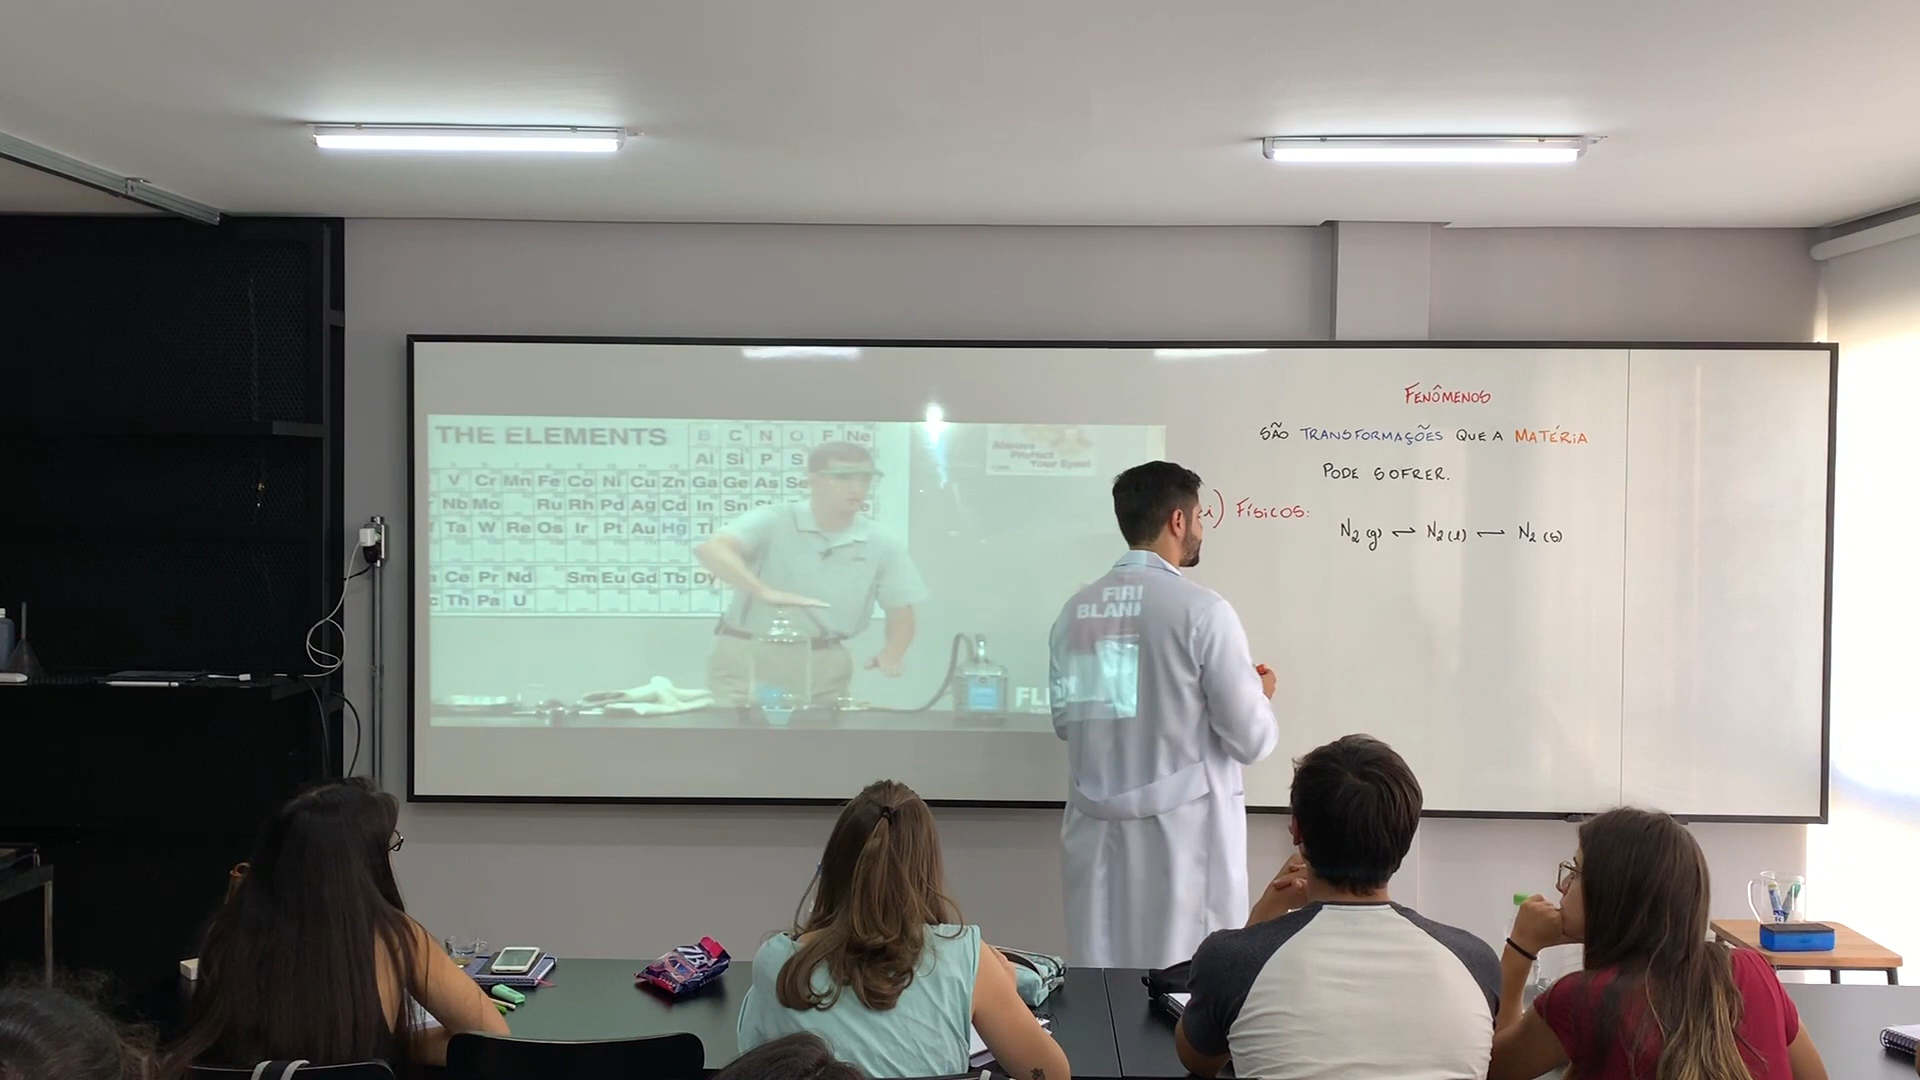 THE ELEMENTS
B C N O F Ne
Al Si P S
V Cr Mn Fe Co Ni Cu Zn Ga Ge As Se
Nb Mo Ru Rh Pd Ag Cd In Sn
Ta W Re Os Ir Pt Au Hg Tl
Ce Pr Nd Sm Eu Gd Tb Dy
Th Pa U
Always
Protect
Your Eyes!
FIRE
BLANK
FLI
FENÔMENOS
SÃO TRANSFORMAÇÕES QUE A MATÉRIA
PODE SOFRER.
i) FÍSICOS:
N2(g) ⇌ N2(l) ⇌ N2(s)